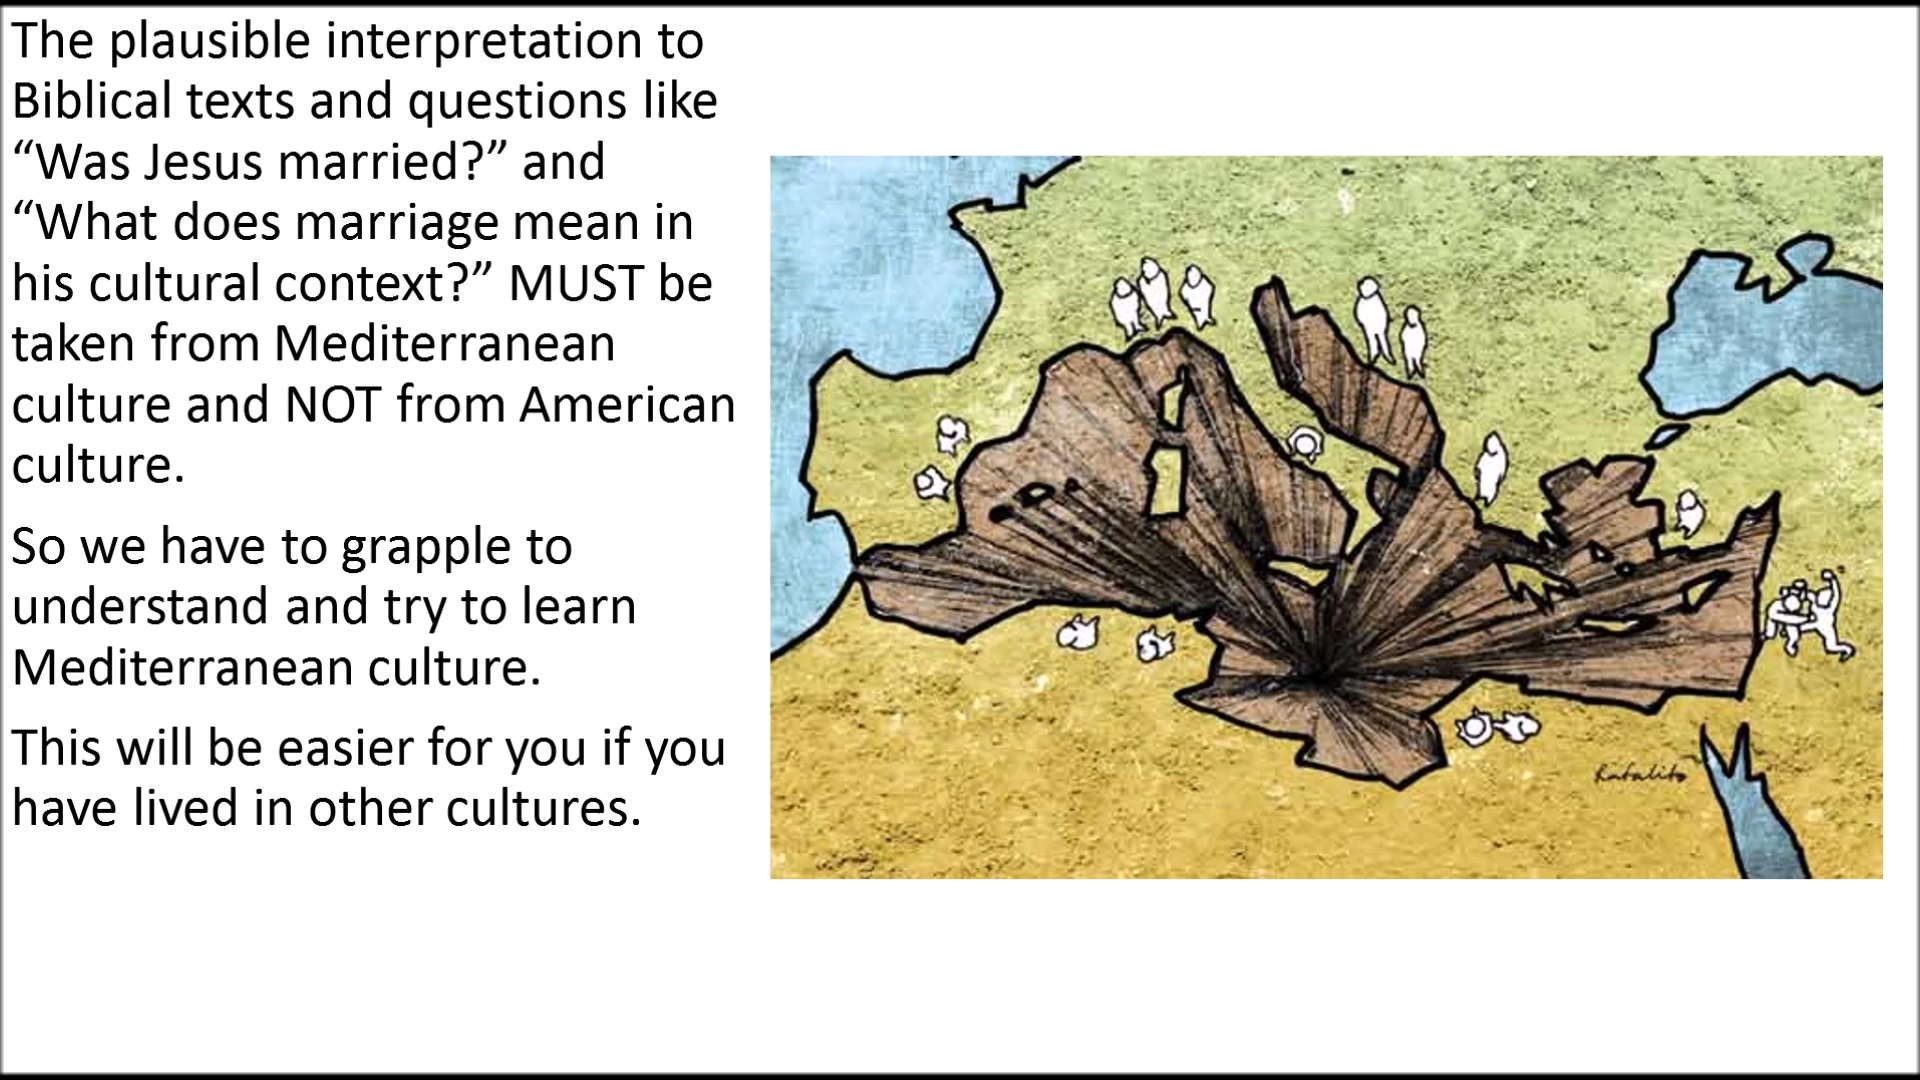 The plausible interpretation to
Biblical texts and questions like
“Was Jesus married?” and
“What does marriage mean in
his cultural context?” MUST be
taken from Mediterranean
culture and NOT from American
culture.
So we have to grapple to
understand and try to learn
Mediterranean culture.
This will be easier for you if you
have lived in other cultures.